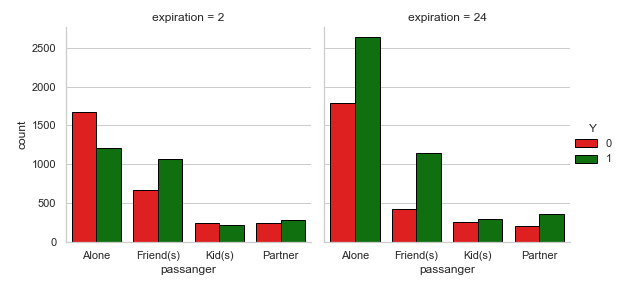 expiration = 2
expiration = 24
2500
2000
1500
1000
500
0
count
Alone
Friend(s)
Kid(s)
Partner
passanger
Alone
Friend(s)
Kid(s)
Partner
passanger
Y
0
1